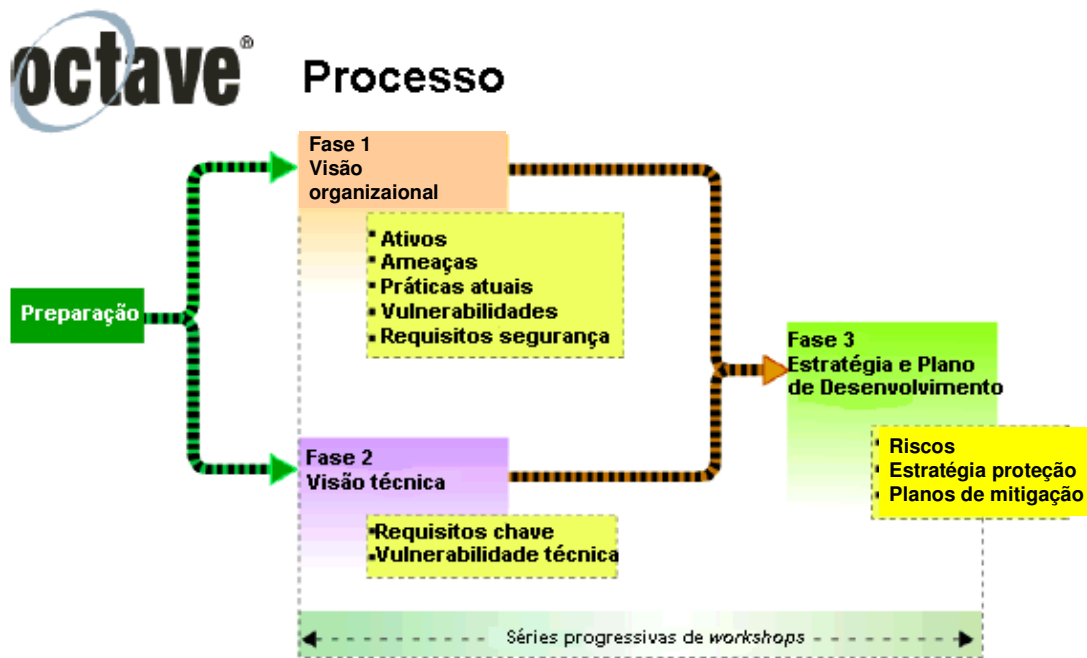 octave®
Processo
Fase 1
Visão
organizaional
▪ Ativos
▪ Ameaças
▪ Práticas atuais
▪ Vulnerabilidades
▪ Requisitos segurança
Preparação
Fase 3
Estratégia e Plano
de Desenvolvimento
Riscos
Estratégia proteção
Planos de mitigação
Fase 2
Visão técnica
▪Requisitos chave
▪Vulnerabilidade técnica
Séries progressivas de workshops